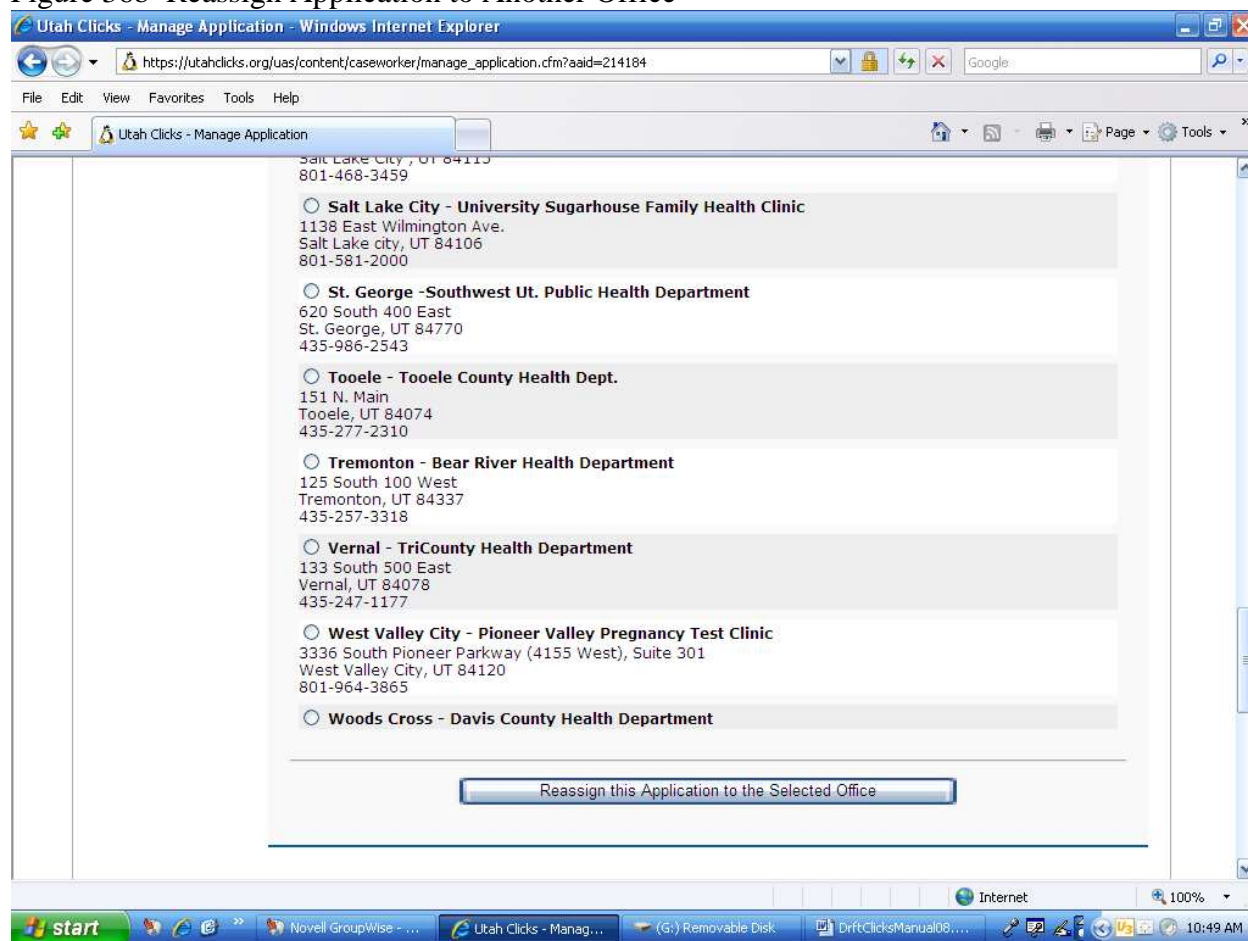 Figure 36b Reassign Application to Another Office
Utah Clicks - Manage Application - Windows Internet Explorer
https://utahclicks.org/uas/content/caseworker/manage_application.cfm?aaid=214184
Google
File Edit View Favorites Tools Help
Utah Clicks - Manage Application
Page Tools
Salt Lake City , UT 84115
801-468-3459
Salt Lake City - University Sugarhouse Family Health Clinic
1138 East Wilmington Ave.
Salt Lake city, UT 84106
801-581-2000
St. George -Southwest Ut. Public Health Department
620 South 400 East
St. George, UT 84770
435-986-2543
Tooele - Tooele County Health Dept.
151 N. Main
Tooele, UT 84074
435-277-2310
Tremonton - Bear River Health Department
125 South 100 West
Tremonton, UT 84337
435-257-3318
Vernal - TriCounty Health Department
133 South 500 East
Vernal, UT 84078
435-247-1177
West Valley City - Pioneer Valley Pregnancy Test Clinic
3336 South Pioneer Parkway (4155 West), Suite 301
West Valley City, UT 84120
801-964-3865
Woods Cross - Davis County Health Department
Reassign this Application to the Selected Office
Internet 100%
start Novell GroupWise - ... Utah Clicks - Manag... (G:) Removable Disk DrftClicksManual08.... 10:49 AM